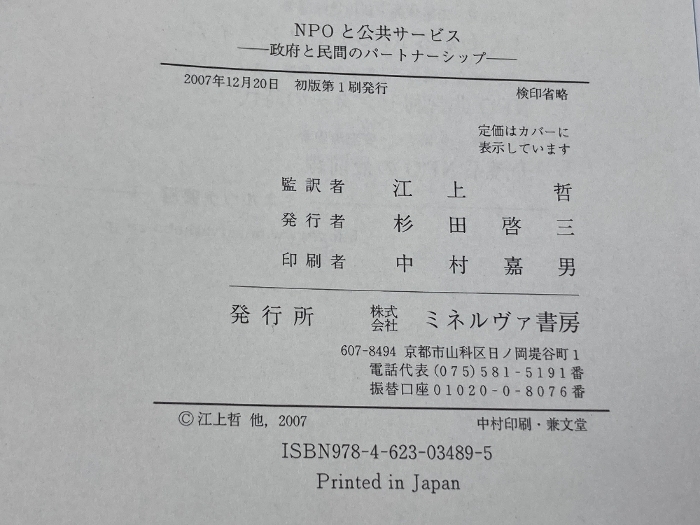 NPOと公共サービス
──政府と民間のパートナーシップ──
2007年12月20日　初版第1刷発行　検印省略
定価はカバーに
表示しています
監訳者　江上　哲
発行者　杉田啓三
印刷者　中村嘉男
発行所　株式会社　ミネルヴァ書房
607-8494 京都市山科区日ノ岡堤谷町1
電話代表(075)581-5191番
振替口座01020-0-8076番
©江上哲 他, 2007　中村印刷・兼文堂
ISBN978-4-623-03489-5
Printed in Japan